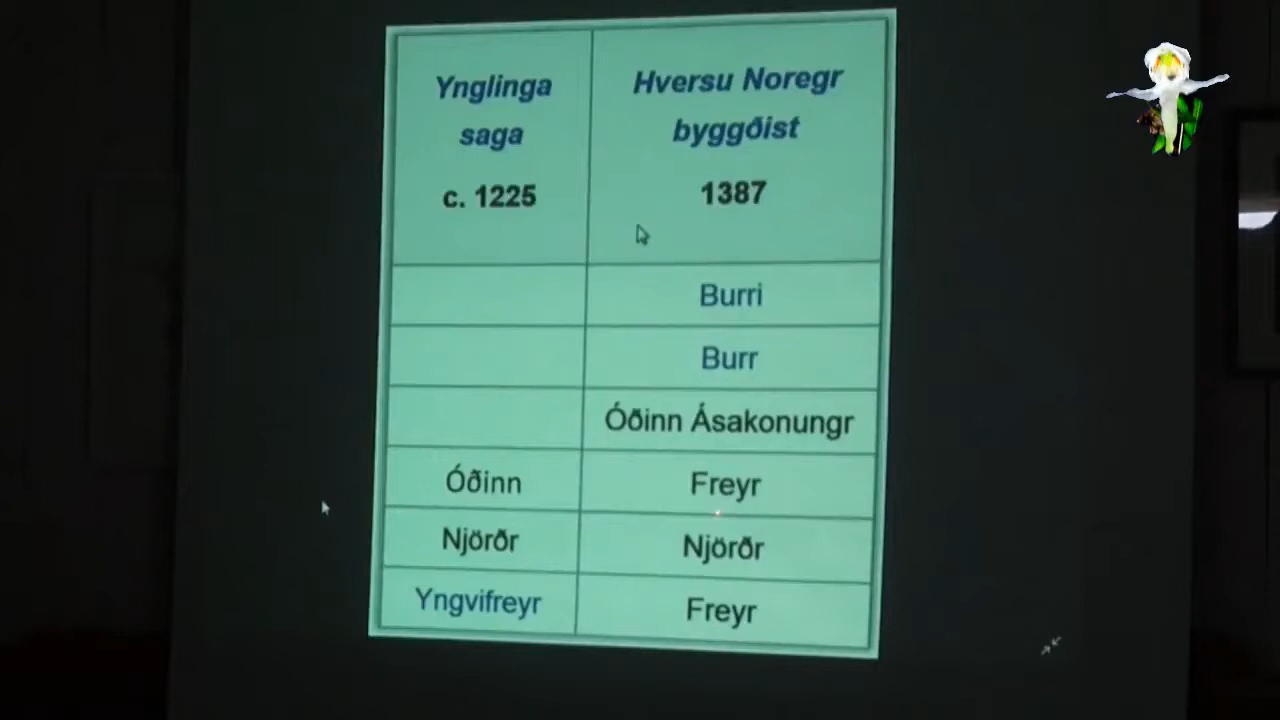 Ynglinga
saga
c. 1225
Hversu Noregr
byggðist
1387
Burri
Burr
Óðinn Ásakonungr
Óðinn
Freyr
Njörðr
Njörðr
Yngvifreyr
Freyr